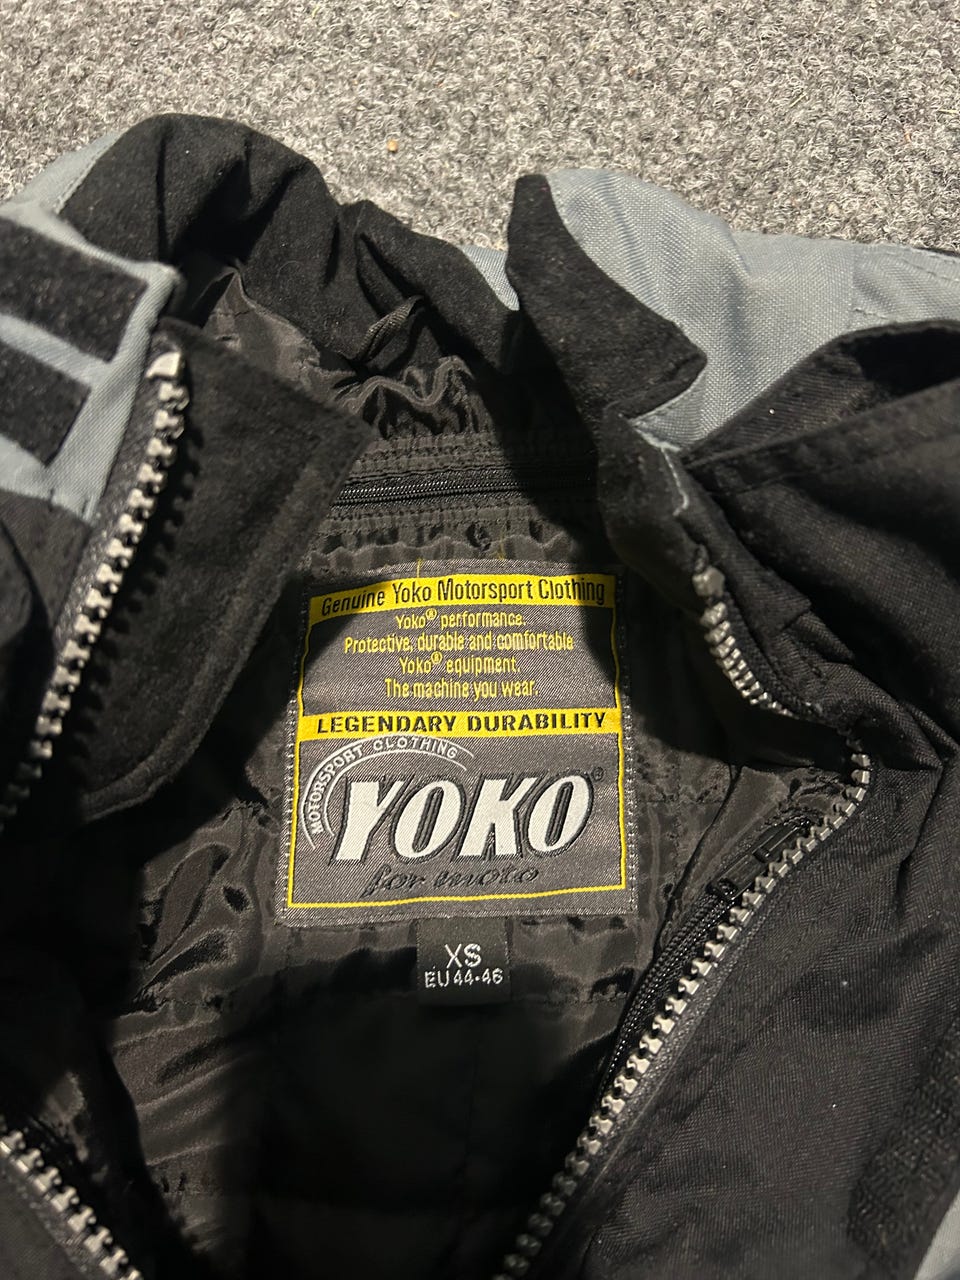 Genuine Yoko Motorsport Clothing
Yoko® performance.
Protective, durable and comfortable
Yoko® equipment.
The machine you wear.
LEGENDARY DURABILITY
MOTORSPORT CLOTHING
YOKO®
for moto
XS
EU 44-46